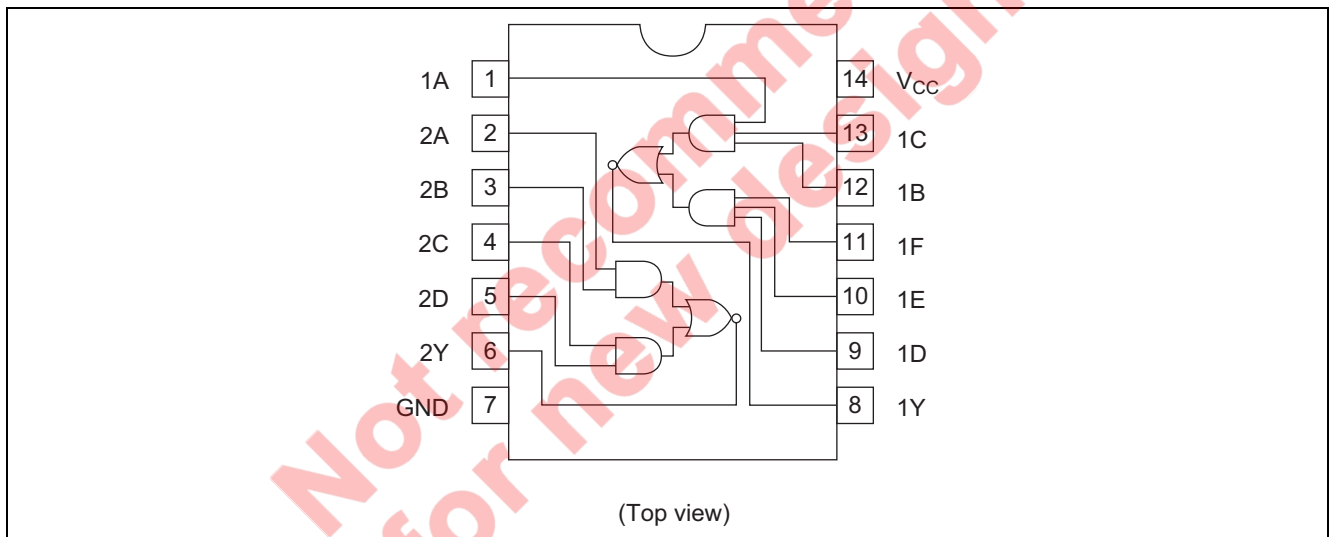 1A 1 14 VCC
2A 2 13 1C
2B 3 12 1B
2C 4 11 1F
2D 5 10 1E
2Y 6 9 1D
GND 7 8 1Y
(Top view)
Not recomme
for new design